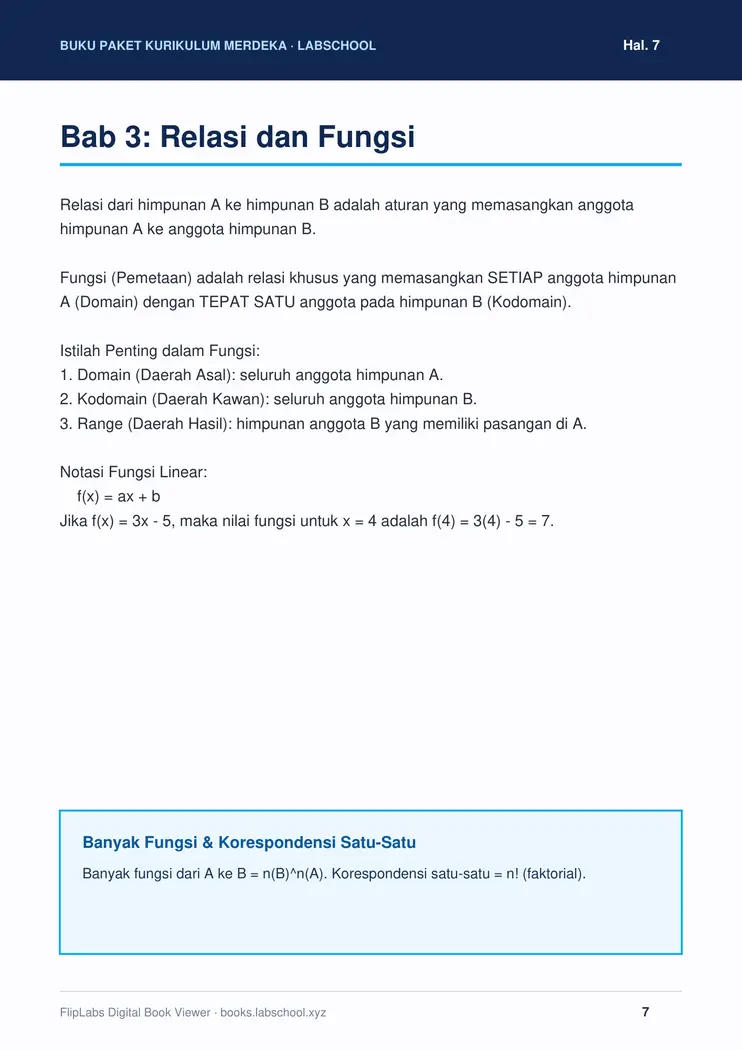 BUKU PAKET KURIKULUM MERDEKA · LABSCHOOL
Hal. 7
Bab 3: Relasi dan Fungsi
Relasi dari himpunan A ke himpunan B adalah aturan yang memasangkan anggota
himpunan A ke anggota himpunan B.
Fungsi (Pemetaan) adalah relasi khusus yang memasangkan SETIAP anggota himpunan
A (Domain) dengan TEPAT SATU anggota pada himpunan B (Kodomain).
Istilah Penting dalam Fungsi:
1. Domain (Daerah Asal): seluruh anggota himpunan A.
2. Kodomain (Daerah Kawan): seluruh anggota himpunan B.
3. Range (Daerah Hasil): himpunan anggota B yang memiliki pasangan di A.
Notasi Fungsi Linear:
f(x) = ax + b
Jika f(x) = 3x - 5, maka nilai fungsi untuk x = 4 adalah f(4) = 3(4) - 5 = 7.
Banyak Fungsi & Korespondensi Satu-Satu
Banyak fungsi dari A ke B = n(B)^n(A). Korespondensi satu-satu = n! (faktorial).
FlipLabs Digital Book Viewer · books.labschool.xyz
7